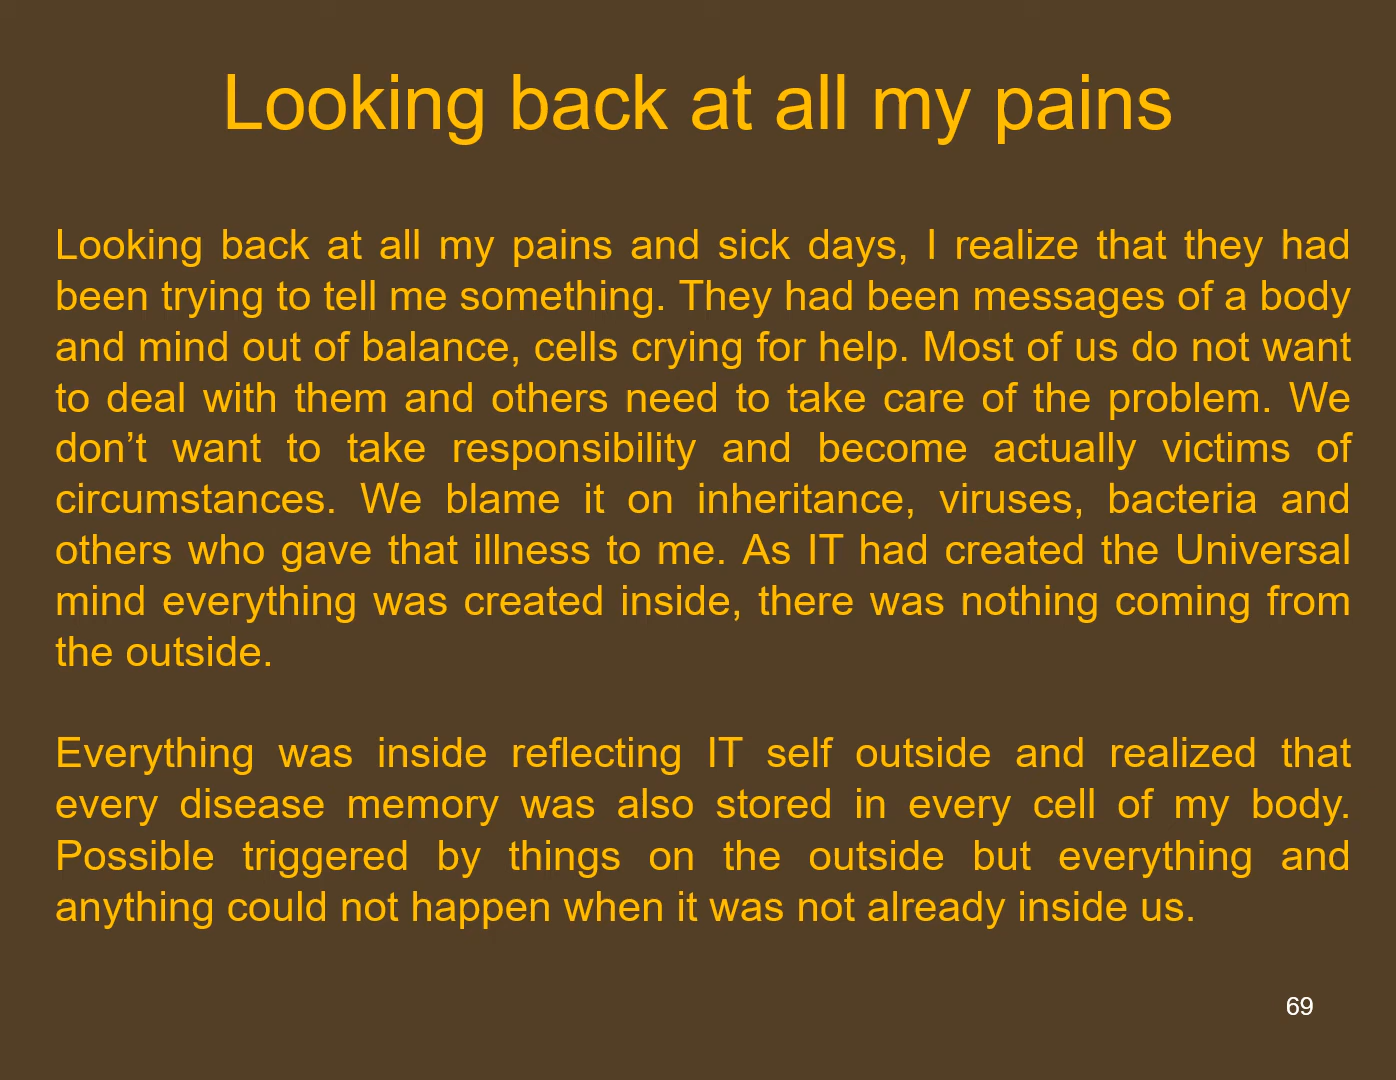 Looking back at all my pains
Looking back at all my pains and sick days, I realize that they had
been trying to tell me something. They had been messages of a body
and mind out of balance, cells crying for help. Most of us do not want
to deal with them and others need to take care of the problem. We
don’t want to take responsibility and become actually victims of
circumstances. We blame it on inheritance, viruses, bacteria and
others who gave that illness to me. As IT had created the Universal
mind everything was created inside, there was nothing coming from
the outside.
Everything was inside reflecting IT self outside and realized that
every disease memory was also stored in every cell of my body.
Possible triggered by things on the outside but everything and
anything could not happen when it was not already inside us.
69